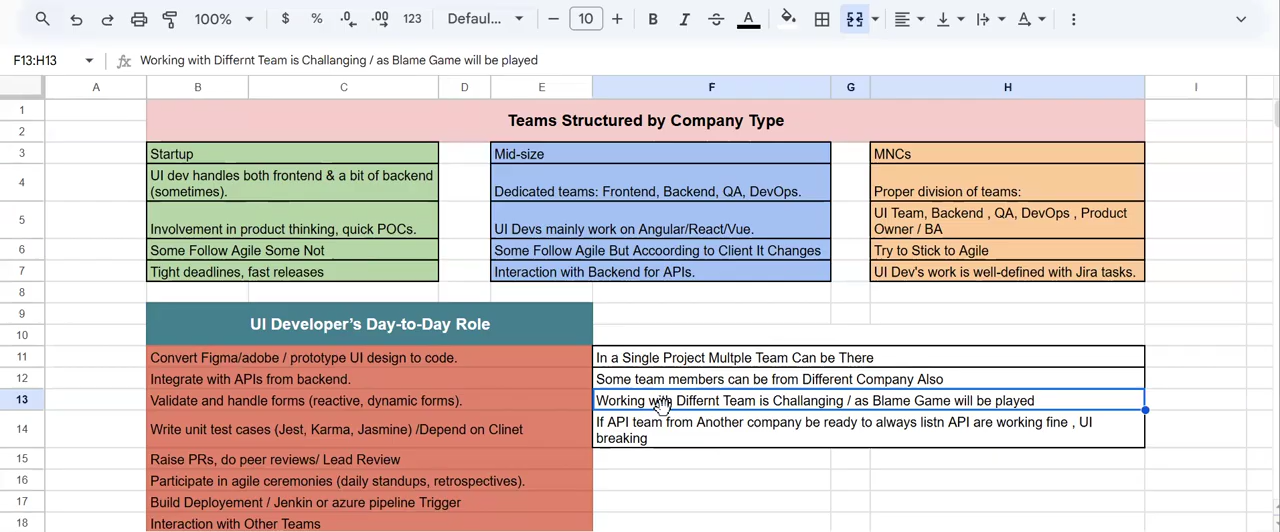 100%
$
%
.0
.00
123
Defaul...
10
B
I
A
A
F13:H13
fx
Working with Differnt Team is Challanging / as Blame Game will be played
A
B
C
D
E
F
G
H
I
1
Teams Structured by Company Type
2
3
Startup
Mid-size
MNCs
4
UI dev handles both frontend & a bit of backend
(sometimes).
Dedicated teams: Frontend, Backend, QA, DevOps.
Proper division of teams:
5
Involvement in product thinking, quick POCs.
UI Devs mainly work on Angular/React/Vue.
UI Team, Backend , QA, DevOps , Product
Owner / BA
6
Some Follow Agile Some Not
Some Follow Agile But Accoording to Client It Changes
Try to Stick to Agile
7
Tight deadlines, fast releases
Interaction with Backend for APIs.
UI Dev's work is well-defined with Jira tasks.
8
9
UI Developer’s Day-to-Day Role
10
11
Convert Figma/adobe / prototype UI design to code.
In a Single Project Multple Team Can be There
12
Integrate with APIs from backend.
Some team members can be from Different Company Also
13
Validate and handle forms (reactive, dynamic forms).
Working with Differnt Team is Challanging / as Blame Game will be played
14
Write unit test cases (Jest, Karma, Jasmine) /Depend on Clinet
If API team from Another company be ready to always listn API are working fine , UI
breaking
15
Raise PRs, do peer reviews/ Lead Review
16
Participate in agile ceremonies (daily standups, retrospectives).
17
Build Deployement / Jenkin or azure pipeline Trigger
18
Interaction with Other Teams